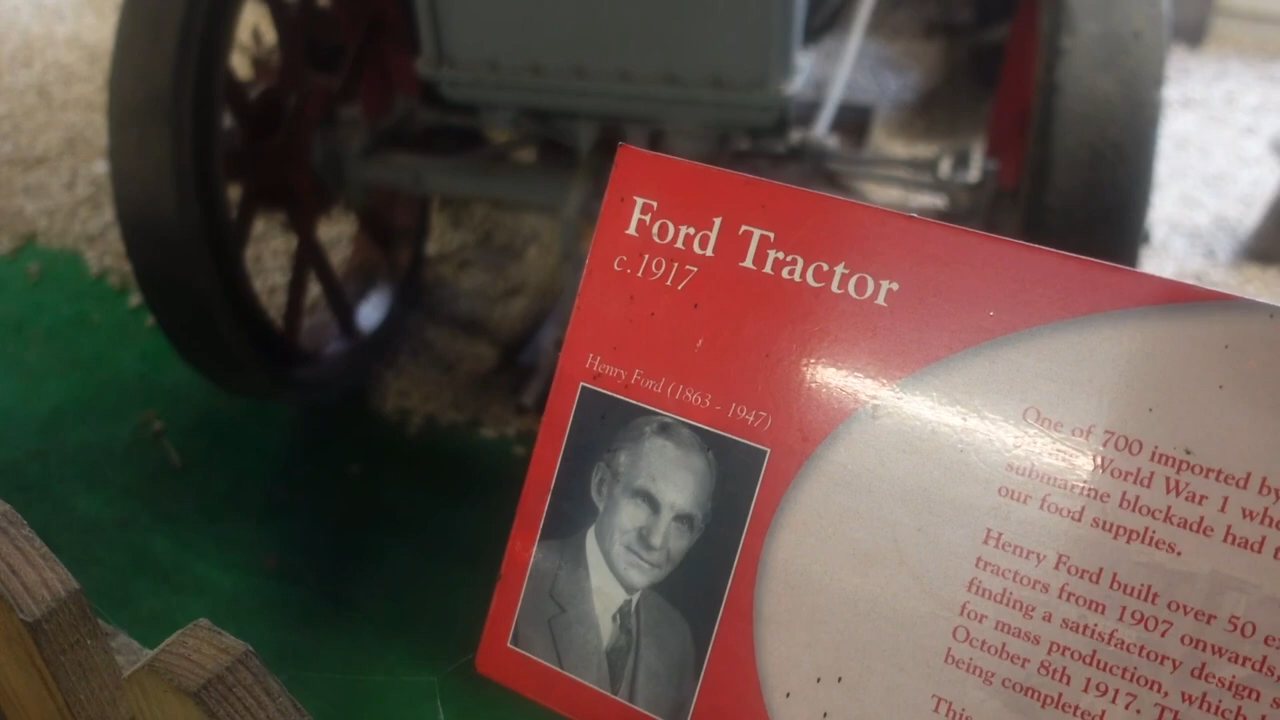 Ford Tractor
c.1917
Henry Ford (1863 - 1947)
One of 700 imported by
World War 1 whe
submarine blockade had t
our food supplies.
Henry Ford built over 50 e
tractors from 1907 onwards,
finding a satisfactory design s
for mass production, which
October 8th 1917. Th
being completed
This